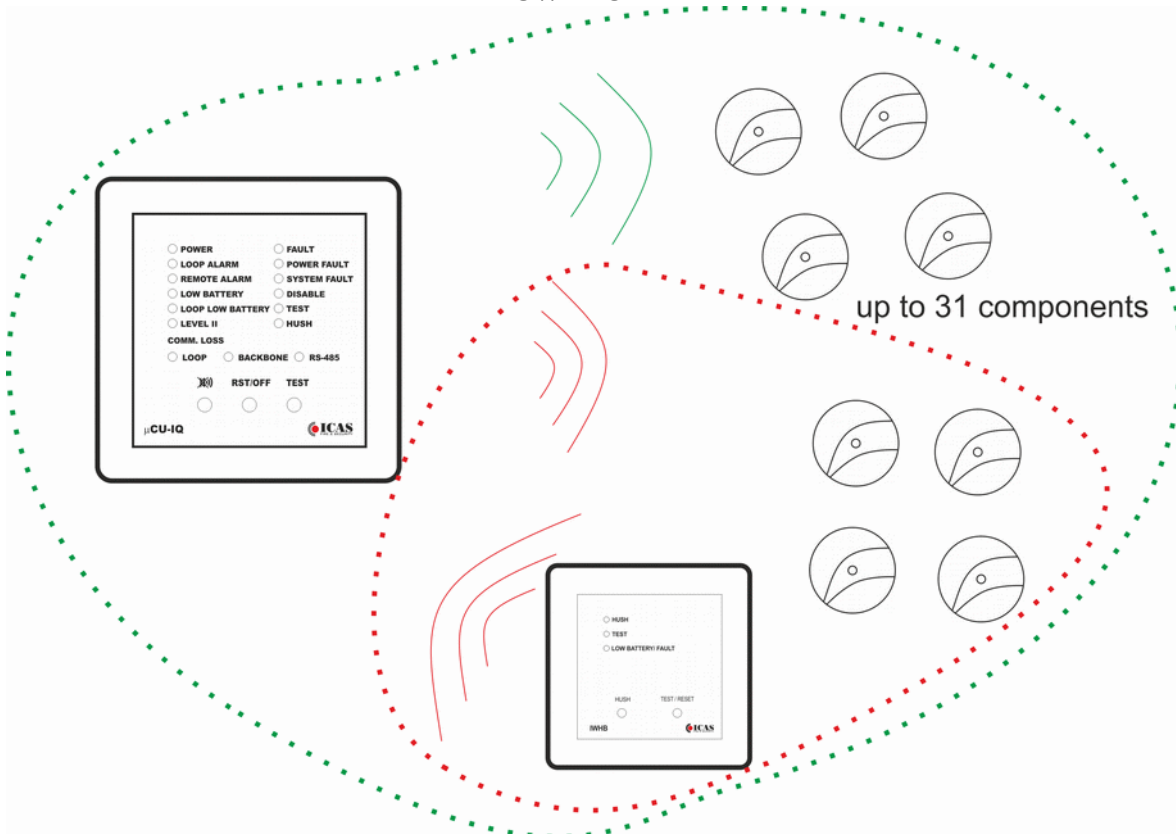 POWER FAULT
LOOP ALARM POWER FAULT
REMOTE ALARM SYSTEM FAULT
LOW BATTERY DISABLE
LOOP LOW BATTERY TEST
LEVEL II HUSH
COMM. LOSS
LOOP BACKBONE RS-485
RST/OFF TEST
µCU-IQ ICAS
up to 31 components
HUSH
TEST
LOW BATTERY/ FAULT
HUSH TEST / RESET
IWHB ICAS